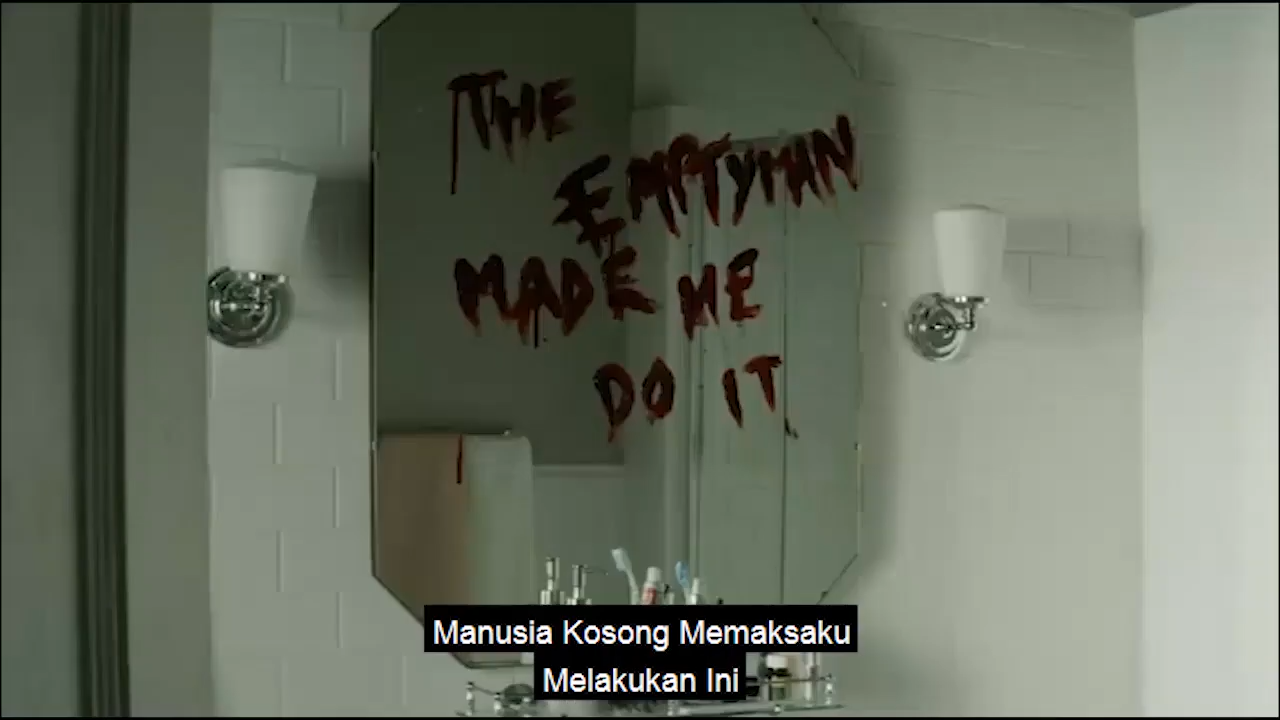 THE
EMPTYMAN
MADE ME
DO IT
Manusia Kosong Memaksaku
Melakukan Ini